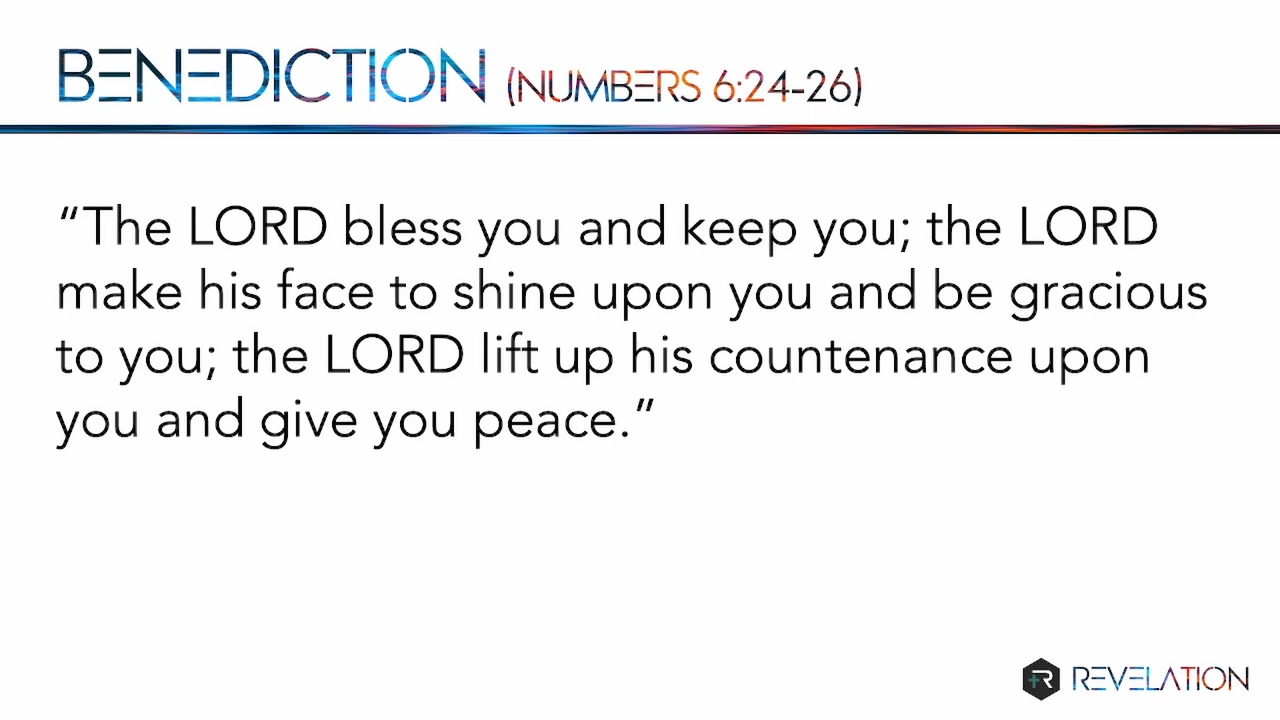 BENEDICTION (NUMBERS 6:24-26)
“The LORD bless you and keep you; the LORD
make his face to shine upon you and be gracious
to you; the LORD lift up his countenance upon
you and give you peace.”
R REVELATION